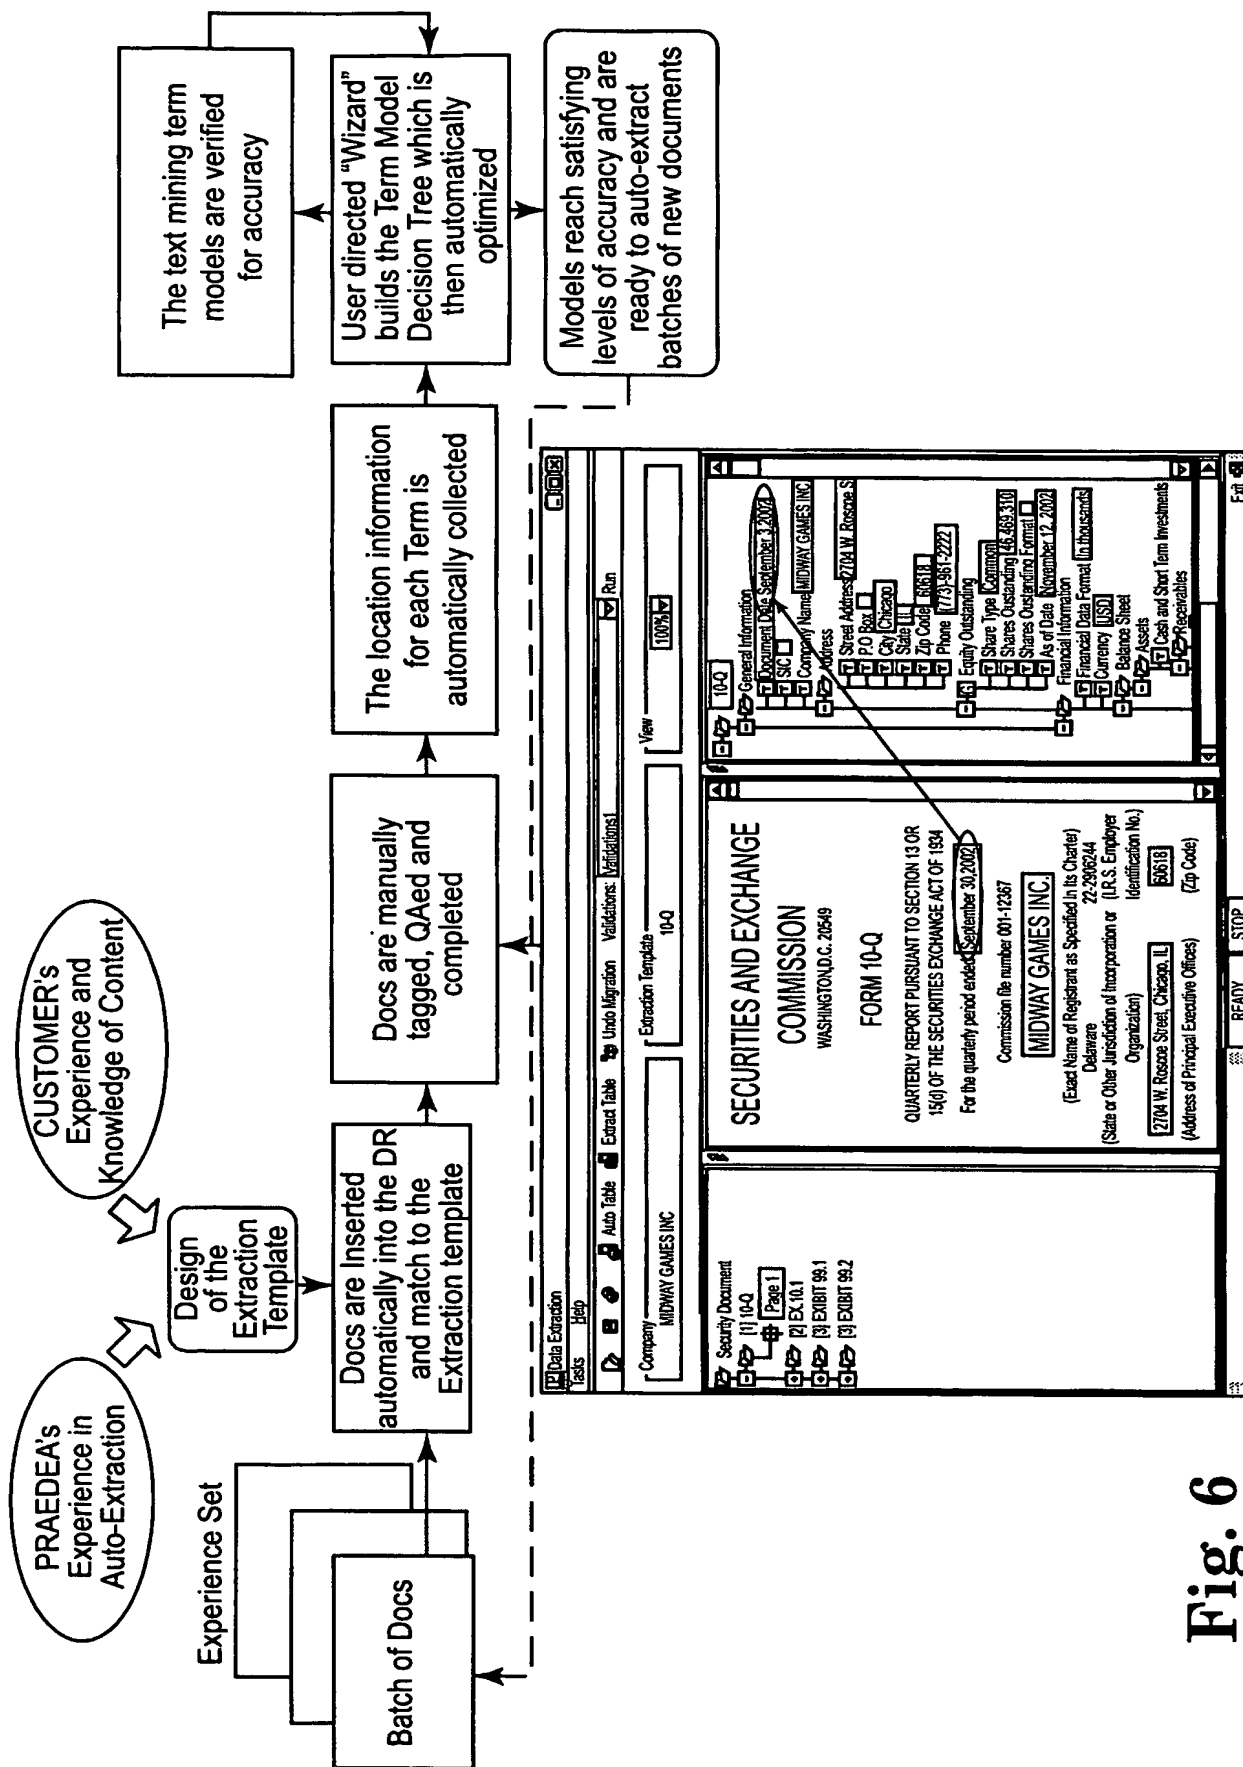 PRAEDEA's
Experience in
Auto-Extraction
CUSTOMER's
Experience and
Knowledge of Content
Design
of the
Extraction
Template
Experience Set
Batch of Docs
Docs are Inserted
automatically into the DR
and match to the
Extraction template
Docs are manually
tagged, QAed and
completed
The location information
for each Term is
automatically collected
The text mining term
models are verified
for accuracy
User directed “Wizard”
builds the Term Model
Decision Tree which is
then automatically
optimized
Models reach satisfying
levels of accuracy and are
ready to auto-extract
batches of new documents
Data Extraction
Tasks Help
Auto Table Extract Table Undo Migration Validations: Validations1 Run
Company
MIDWAY GAMES INC
Extraction Template
10-Q
View
100%
Security Document
[1] 10-Q
Page 1
[2] EX.10.1
[3] EXIBIT 99.1
[3] EXIBIT 99.2
SECURITIES AND EXCHANGE
COMMISSION
WASHINGTON,D.C. 20549
FORM 10-Q
QUARTERLY REPORT PURSUANT TO SECTION 13 OR
15(d) OF THE SECURITIES EXCHANGE ACT OF 1934
For the quarterly period ended: September 30,2002
Commission file number 001-12367
MIDWAY GAMES INC.
(Exact Name of Registrant as Specified In Its Charter)
Delaware 22-2906244
(State or Other Jurisdiction of Incorporation or (I.R.S. Employer
Organization) Identification No.)
2704 W. Roscoe Street, Chicago, IL 60618
(Address of Principal Executive Offices) (Zip Code)
10-Q
General Information
Document Date September 3,2002
SIC
Company Name MIDWAY GAMES INC.
Address
Street Address 2704 W. Roscoe S
P.O Box
City Chicago
State IL
Zip Code 60618
Phone (773)-961-2222
Equity Outstanding
Share Type Common
Shares Oustanding 46,469,310
Shares Oustanding Format
As of Date November 12, 2002
Financial Information
Financial Data Format In thousands
Currency USD
Balance Sheet
Assets
Cash and Short Term Investments
Receivables
READY STOP Exit
Fig. 6